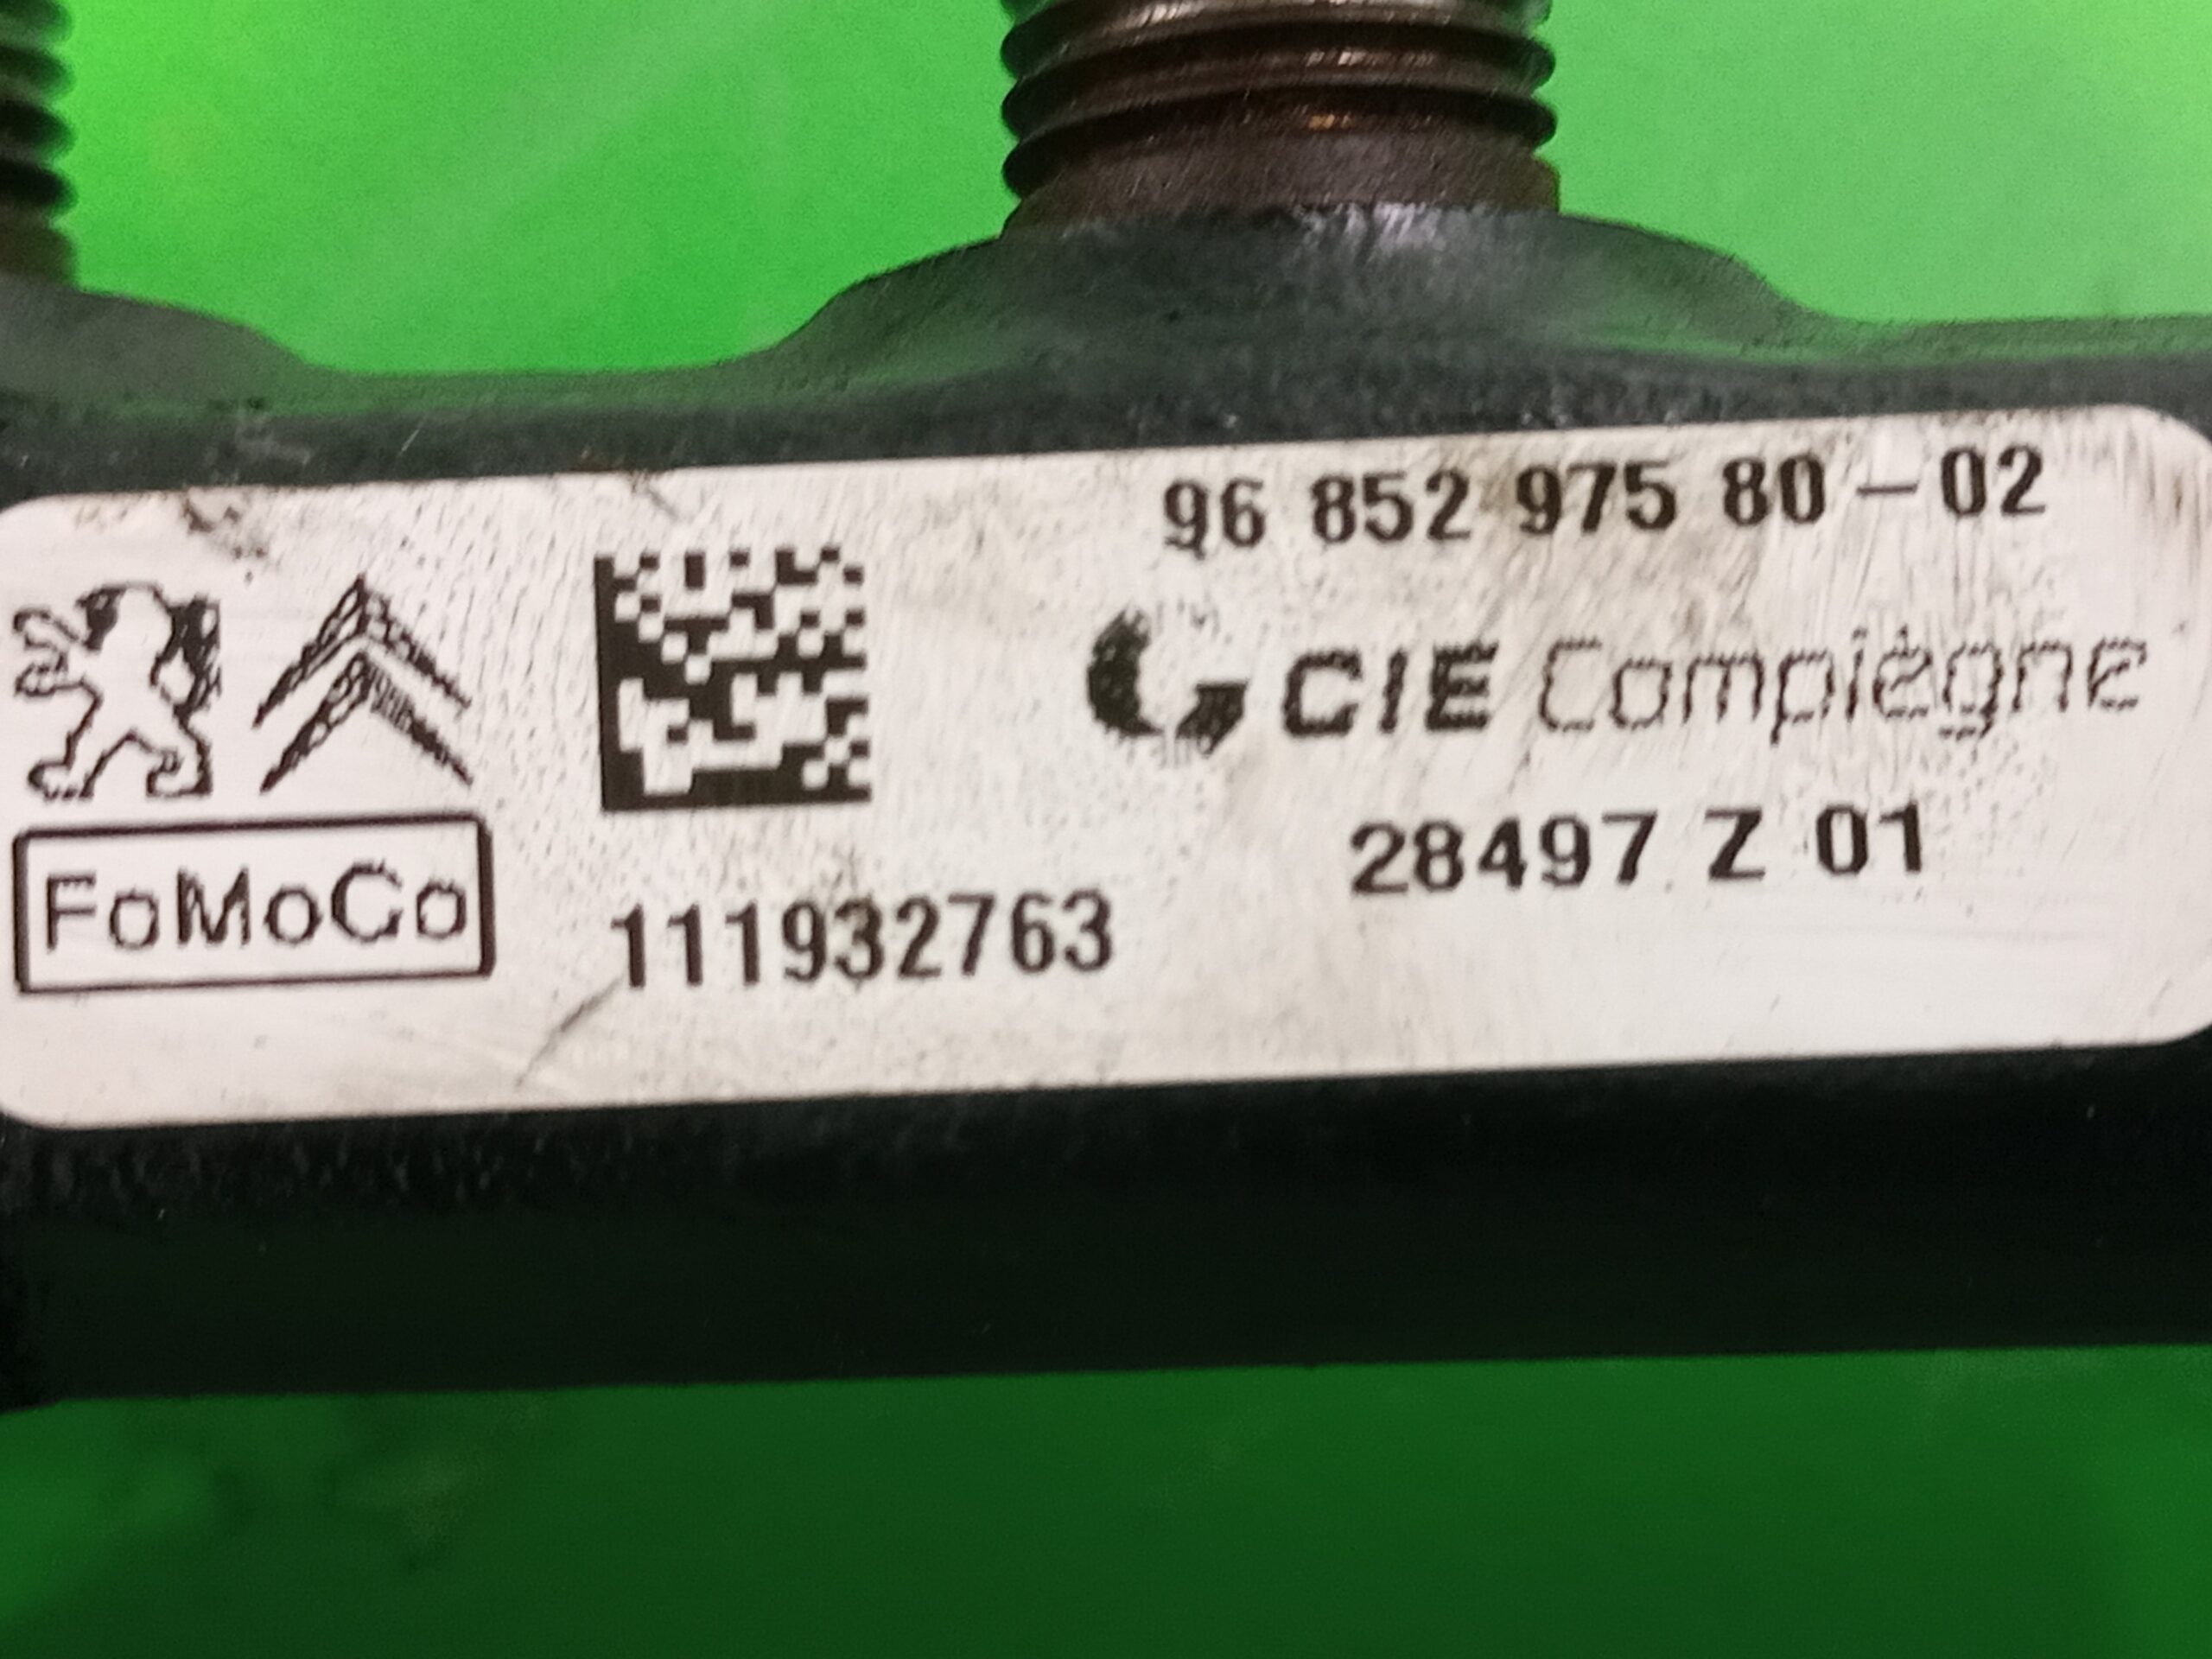 96 852 975 80-02
CIE Compiègne
28497 Z 01
FoMoCo
111932763